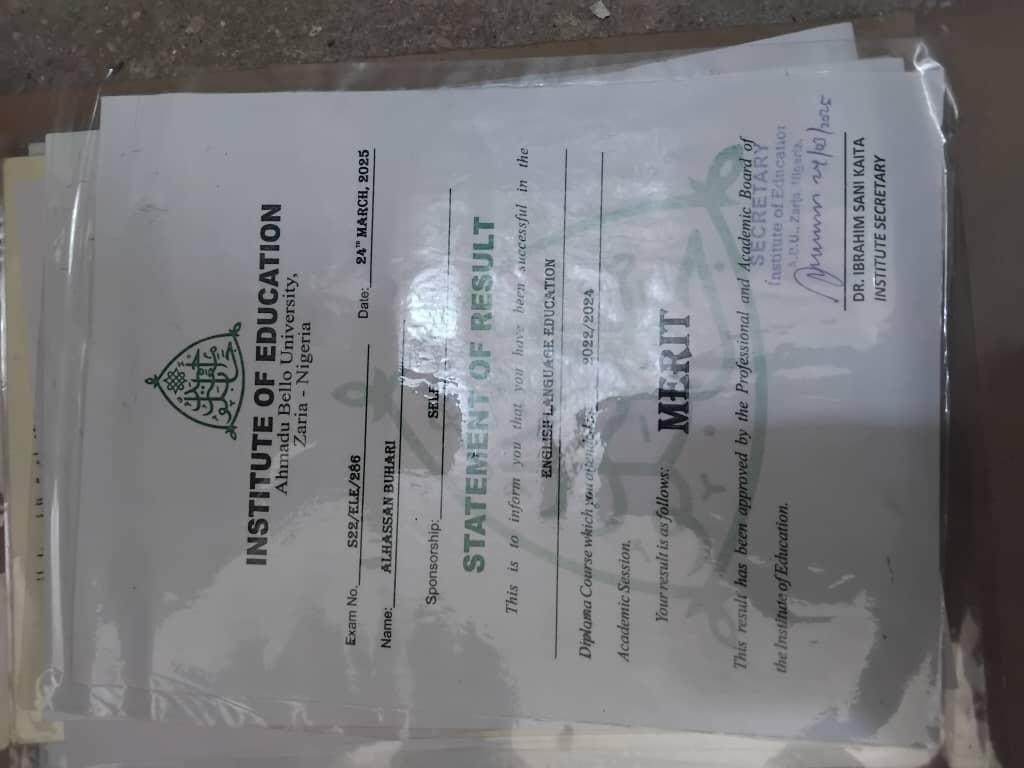 INSTITUTE OF EDUCATION
Ahmadu Bello University,
Zaria - Nigeria
Exam No. S22/ELE/286 Date: 24TH MARCH, 2025
Name: ALHASSAN BUHARI
Sponsorship: SELF
STATEMENT OF RESULT
This is to inform you that you have been successful in the
ENGLISH LANGUAGE EDUCATION
Diploma Course which you attended 2022/2024
Academic Session.
Your result is as follows:
MERIT
This result has been approved by the Professional and Academic Board of
the Institute of Education.
SECRETARY
Institute of Education
A.B.U., Zaria, Nigeria.
DR. IBRAHIM SANI KAITA
INSTITUTE SECRETARY